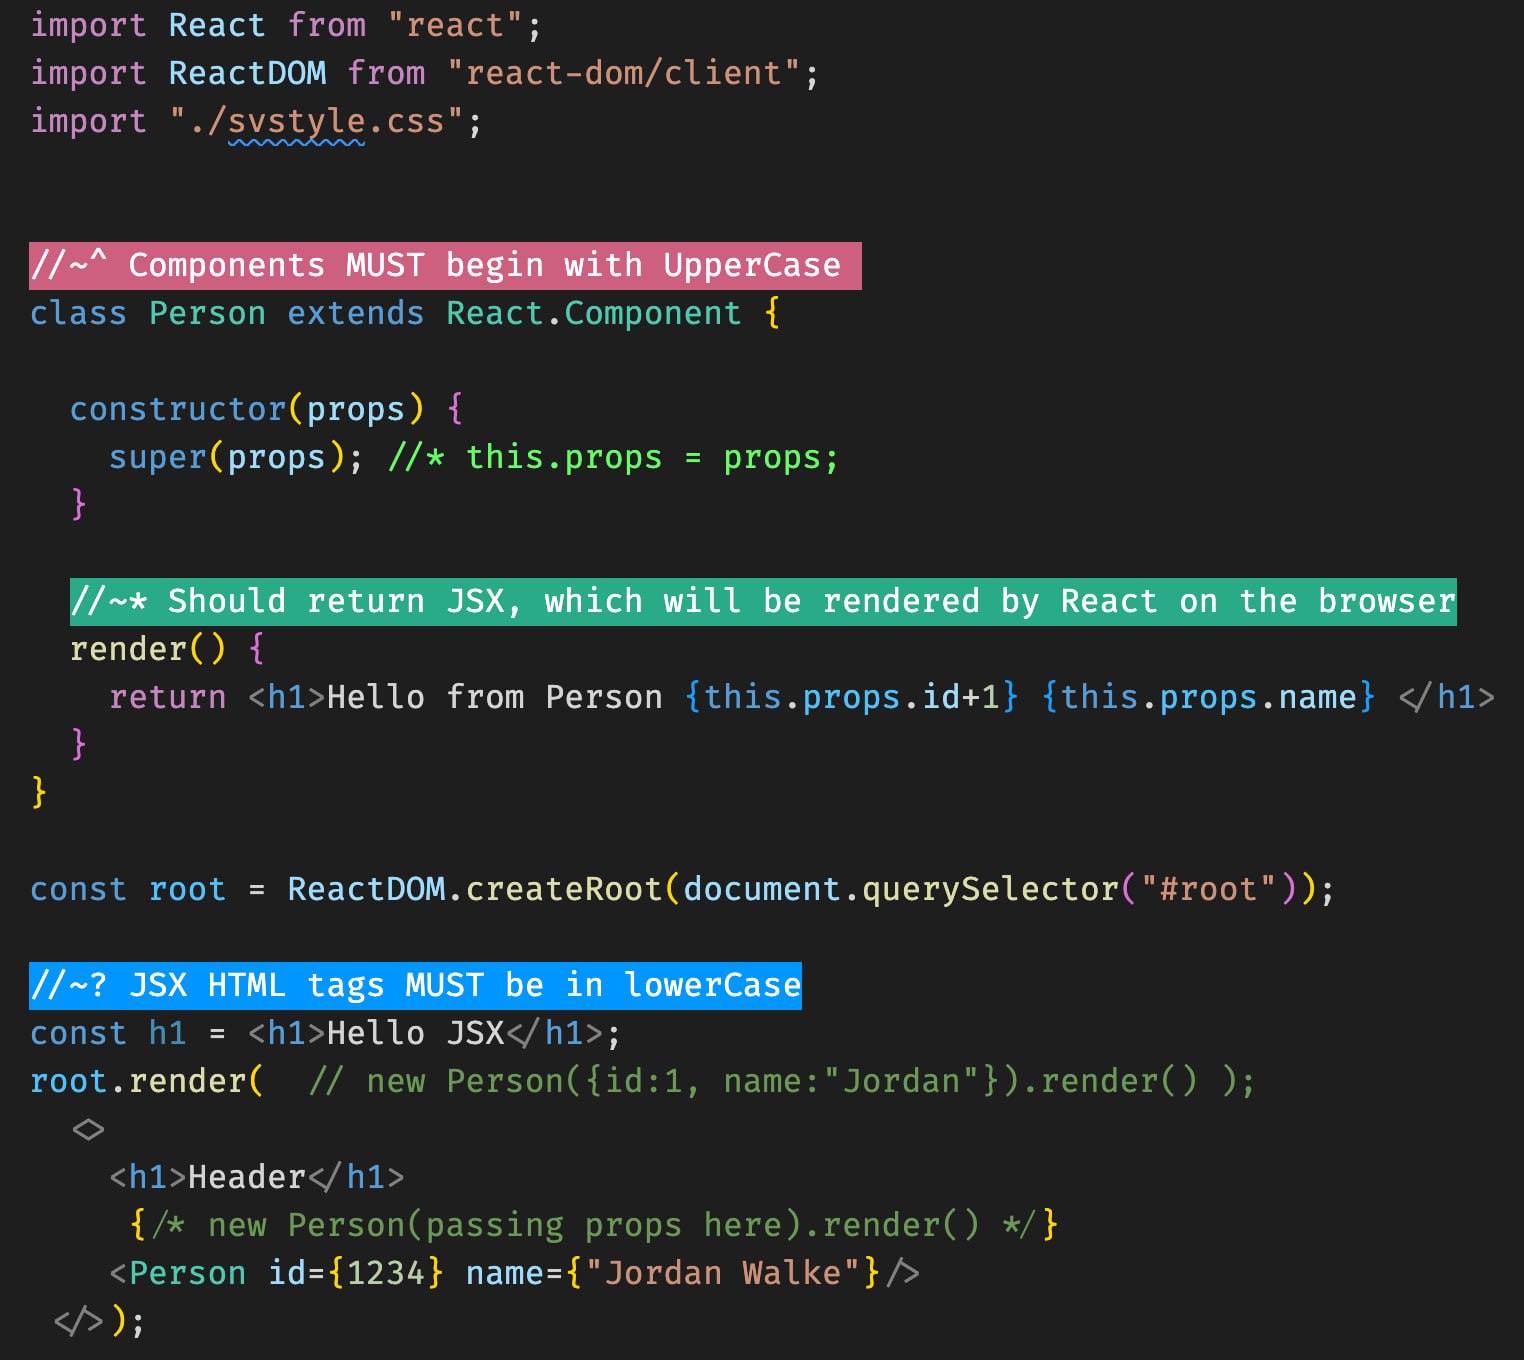 import React from "react";
import ReactDOM from "react-dom/client";
import "./svstyle.css";
//~^ Components MUST begin with UpperCase
class Person extends React.Component {
constructor(props) {
super(props); //* this.props = props;
}
//~* Should return JSX, which will be rendered by React on the browser
render() {
return <h1>Hello from Person {this.props.id+1} {this.props.name} </h1>
}
}
const root = ReactDOM.createRoot(document.querySelector("#root"));
//~? JSX HTML tags MUST be in lowerCase
const h1 = <h1>Hello JSX</h1>;
root.render(  // new Person({id:1, name:"Jordan"}).render() );
<>
<h1>Header</h1>
{/* new Person(passing props here).render() */}
<Person id={1234} name={"Jordan Walke"}/>
</>);